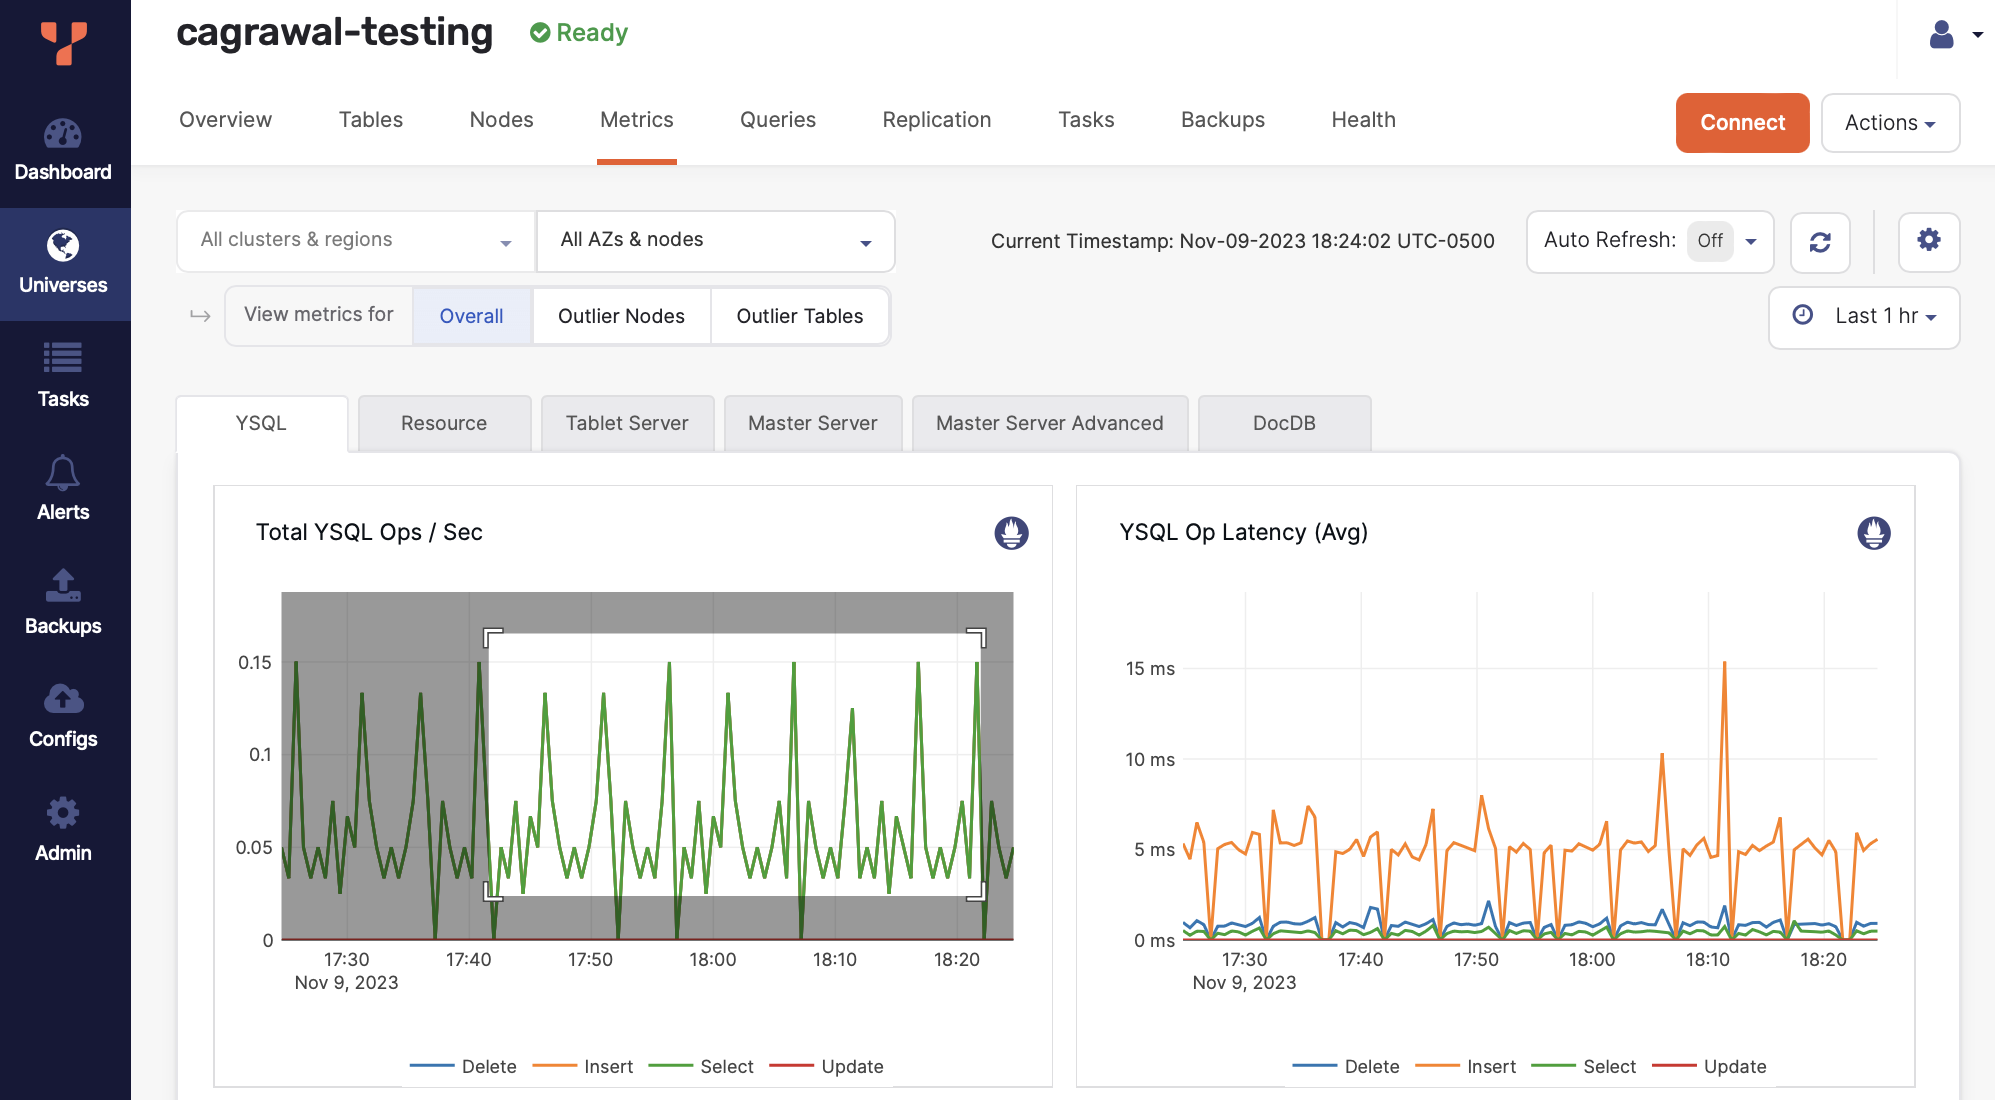 cagrawal-testing
Ready
Overview Tables Nodes Metrics Queries Replication Tasks Backups Health
Connect
Actions
Dashboard
Universes
Tasks
Alerts
Backups
Configs
Admin
All clusters & regions
All AZs & nodes
Current Timestamp: Nov-09-2023 18:24:02 UTC-0500
Auto Refresh: Off
View metrics for Overall Outlier Nodes Outlier Tables
Last 1 hr
YSQL Resource Tablet Server Master Server Master Server Advanced DocDB
Total YSQL Ops / Sec
0.15
0.1
0.05
0
17:30 17:40 17:50 18:00 18:10 18:20
Nov 9, 2023
Delete Insert Select Update
YSQL Op Latency (Avg)
15 ms
10 ms
5 ms
0 ms
17:30 17:40 17:50 18:00 18:10 18:20
Nov 9, 2023
Delete Insert Select Update